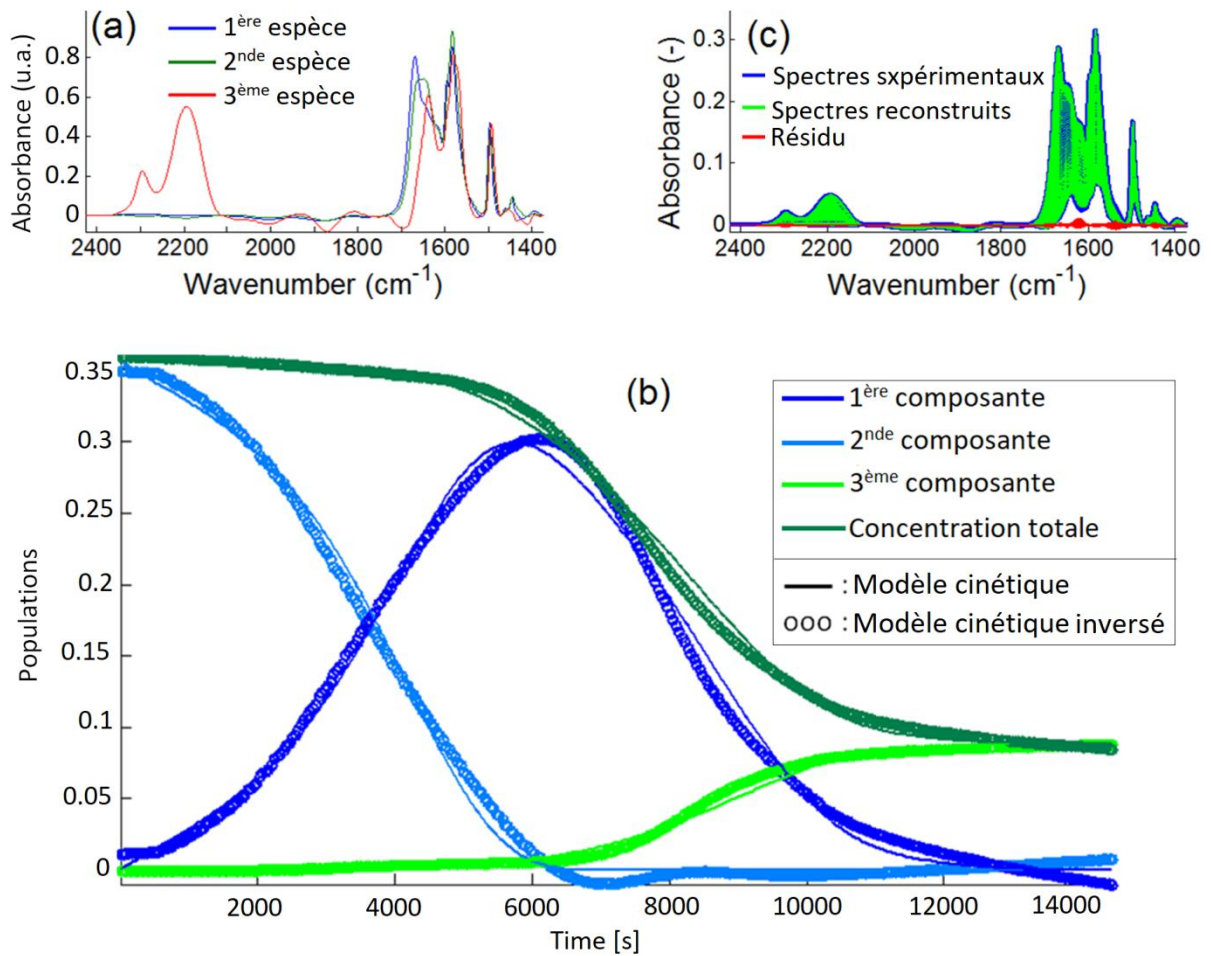 (a)
1ère espèce
2nde espèce
3ème espèce
Absorbance (u.a.)
0.8
0.6
0.4
0.2
0
2400 2200 2000 1800 1600 1400
Wavenumber (cm-1)
(c)
Spectres sxpérimentaux
Spectres reconstruits
Résidu
Absorbance (-)
0.3
0.2
0.1
0
2400 2200 2000 1800 1600 1400
Wavenumber (cm-1)
(b)
1ère composante
2nde composante
3ème composante
Concentration totale
: Modèle cinétique
ooo : Modèle cinétique inversé
Populations
0.35
0.3
0.25
0.2
0.15
0.1
0.05
0
2000 4000 6000 8000 10000 12000 14000
Time [s]